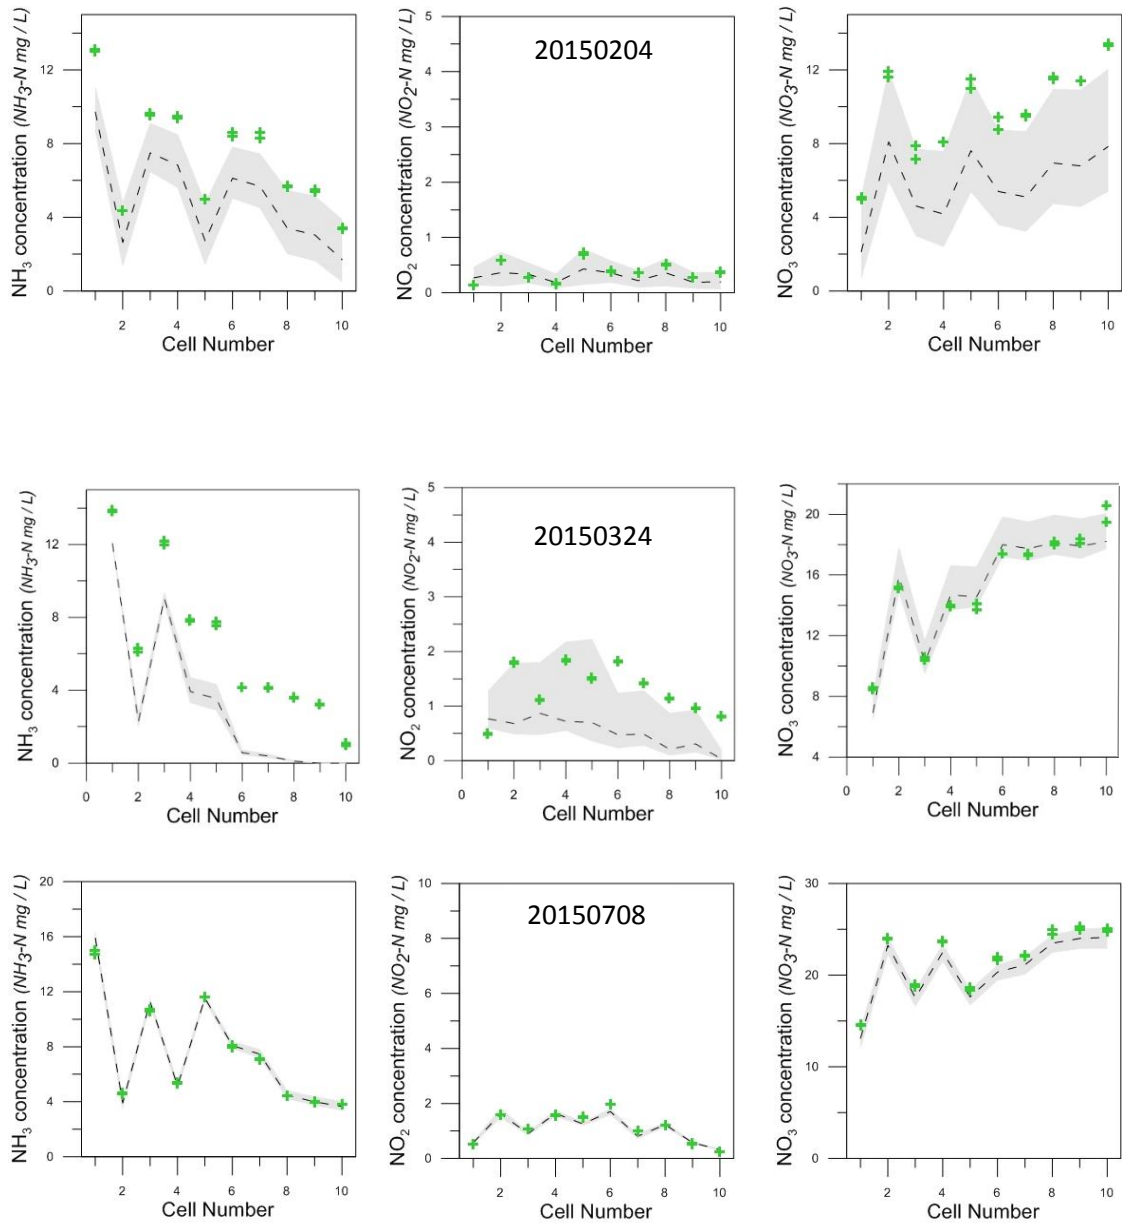 NH3 concentration (NH3-N mg / L)
12
8
4
0
2 4 6 8 10
Cell Number
NO2 concentration (NO2-N mg / L)
20150204
5
4
3
2
1
0
2 4 6 8 10
Cell Number
NO3 concentration (NO3-N mg / L)
12
8
4
0
2 4 6 8 10
Cell Number
NH3 concentration (NH3-N mg / L)
12
8
4
0
0 2 4 6 8 10
Cell Number
NO2 concentration (NO2-N mg / L)
20150324
5
4
3
2
1
0
0 2 4 6 8 10
Cell Number
NO3 concentration (NO3-N mg / L)
20
16
12
8
4
0 2 4 6 8 10
Cell Number
NH3 concentration (NH3-N mg / L)
20
16
12
8
4
0
2 4 6 8 10
Cell Number
NO2 concentration (NO2-N mg / L)
20150708
10
8
6
4
2
0
2 4 6 8 10
Cell Number
NO3 concentration (NO3-N mg / L)
30
20
10
0
2 4 6 8 10
Cell Number